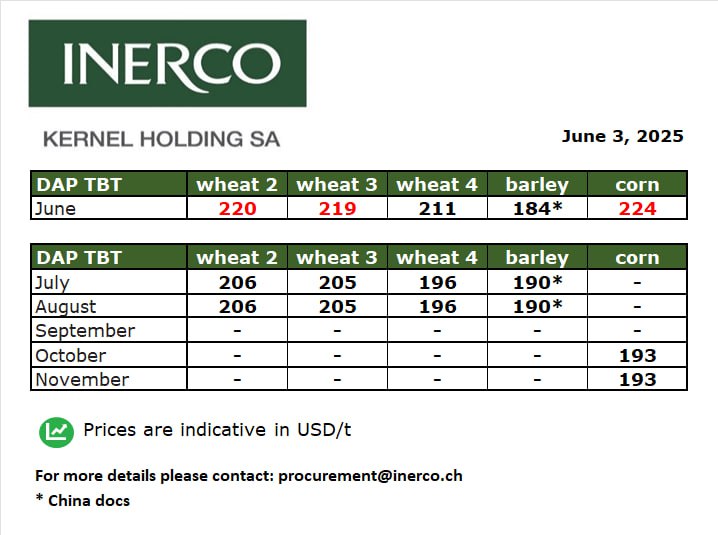 INERCO
KERNEL HOLDING SA
June 3, 2025
DAP TBT wheat 2 wheat 3 wheat 4 barley corn
June 220 219 211 184* 224
DAP TBT wheat 2 wheat 3 wheat 4 barley corn
July 206 205 196 190* -
August 206 205 196 190* -
September - - - - -
October - - - - 193
November - - - - 193
Prices are indicative in USD/t
For more details please contact: procurement@inerco.ch
* China docs